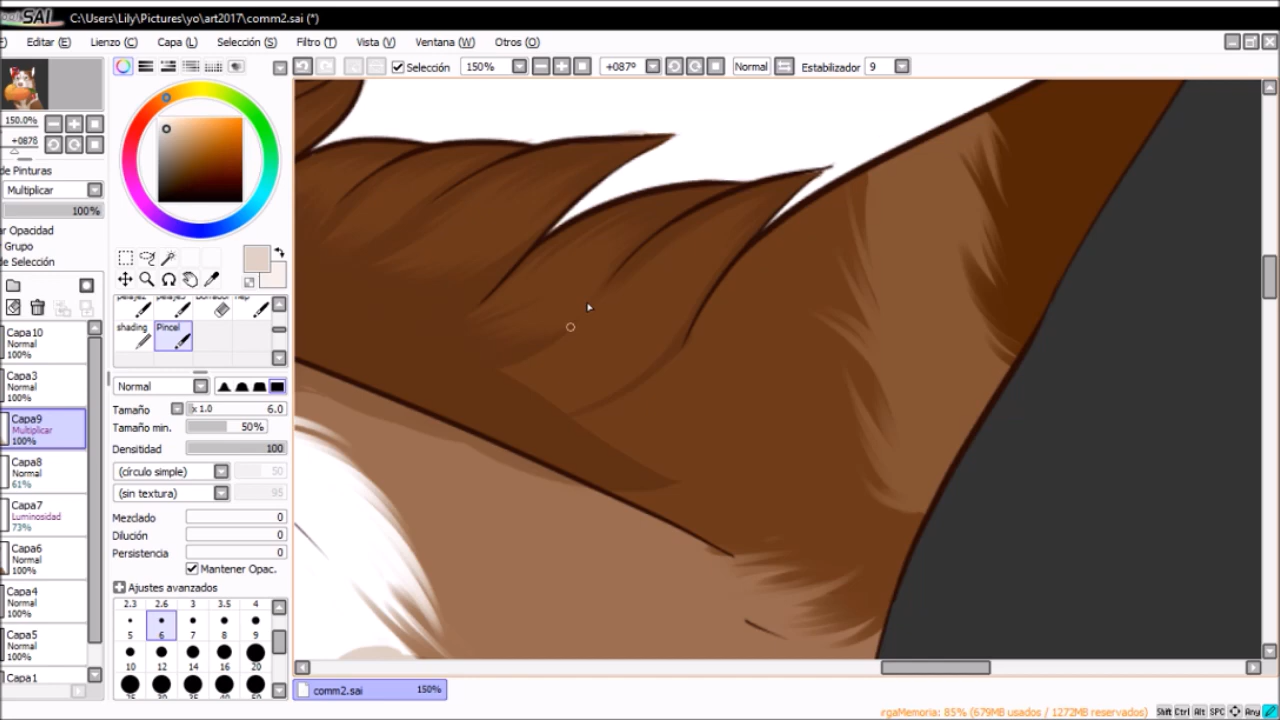 SAI C:\Users\Lily\Pictures\yo\art2017\comm2.sai (*)
Editar (E) Lienzo (C) Capa (L) Selección (S) Filtro (T) Vista (V) Ventana (W) Otros (O)
Selección 150% +087º Normal Estabilizador 9
150.0%
+087º
de Pinturas
Multiplicar
100%
ar Opacidad
Grupo
de Selección
Capa10
Normal
100%
Capa3
Normal
100%
Capa9
Multiplicar
100%
Capa8
Normal
61%
Capa7
Luminosidad
73%
Capa6
Normal
100%
Capa4
Normal
100%
Capa5
Normal
100%
Capa1
shading Pincel
Normal
Tamaño x 1.0 6.0
Tamaño min. 50%
Densitidad 100
(círculo simple) 50
(sin textura) 95
Mezclado 0
Dilución 0
Persistencia 0
Mantener Opac.
Ajustes avanzados
2.3 2.6 3 3.5 4
5 6 7 8 9
10 12 14 16 20
comm2.sai 150%
rgaMemoria: 85% (679MB usados / 1272MB reservados)
Shift Ctrl Alt SPC Any